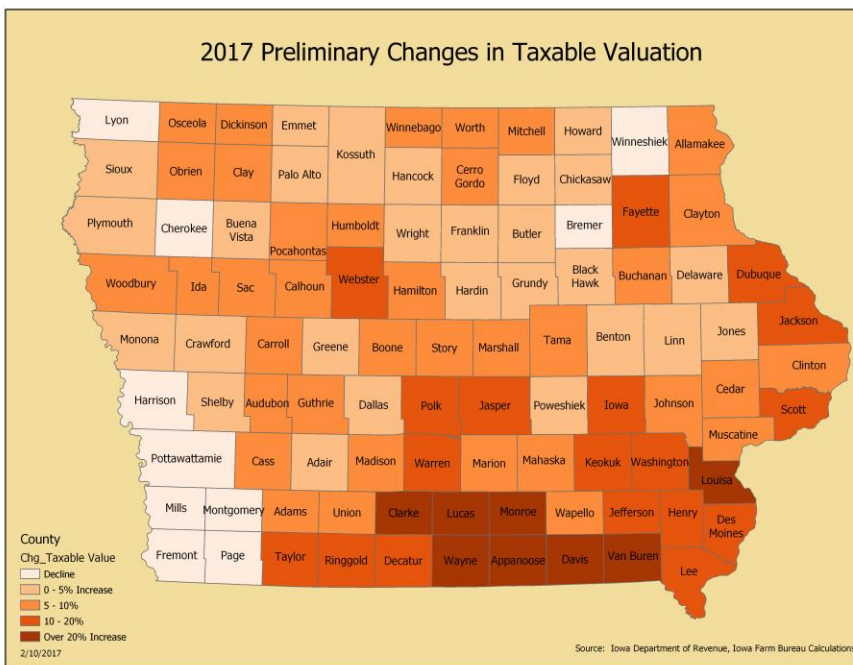 2017 Preliminary Changes in Taxable Valuation
Lyon
Osceola
Dickinson
Emmet
Kossuth
Winnebago
Worth
Mitchell
Howard
Winneshiek
Allamakee
Sioux
Obrien
Clay
Palo Alto
Hancock
Cerro
Gordo
Floyd
Chickasaw
Fayette
Clayton
Plymouth
Cherokee
Buena
Vista
Pocahontas
Humboldt
Wright
Franklin
Butler
Bremer
Woodbury
Ida
Sac
Calhoun
Webster
Hamilton
Hardin
Grundy
Black
Hawk
Buchanan
Delaware
Dubuque
Monona
Crawford
Carroll
Greene
Boone
Story
Marshall
Tama
Benton
Linn
Jones
Jackson
Clinton
Harrison
Shelby
Audubon
Guthrie
Dallas
Polk
Jasper
Poweshiek
Iowa
Johnson
Cedar
Scott
Muscatine
Pottawattamie
Cass
Adair
Madison
Warren
Marion
Mahaska
Keokuk
Washington
Louisa
Mills
Montgomery
Adams
Union
Clarke
Lucas
Monroe
Wapello
Jefferson
Henry
Des
Moines
Fremont
Page
Taylor
Ringgold
Decatur
Wayne
Appanoose
Davis
Van Buren
Lee
County
Chg_Taxable Value
Decline
0 - 5% Increase
5 - 10%
10 - 20%
Over 20% Increase
2/10/2017
Source: Iowa Department of Revenue, Iowa Farm Bureau Calculations